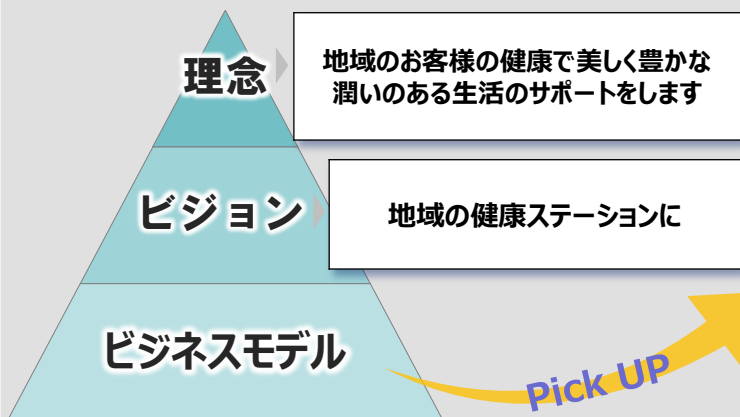 理念
地域のお客様の健康で美しく豊かな
潤いのある生活のサポートをします
ビジョン
地域の健康ステーションに
ビジネスモデル
Pick UP